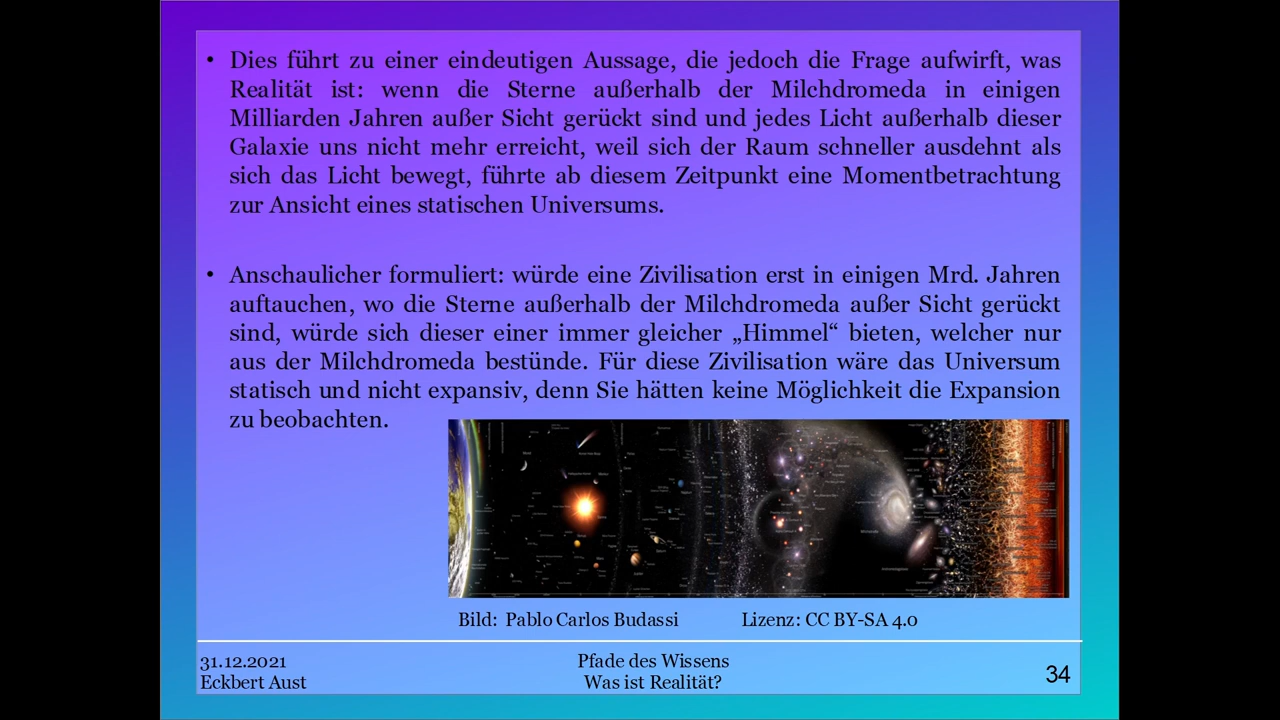 • Dies führt zu einer eindeutigen Aussage, die jedoch die Frage aufwirft, was
Realität ist: wenn die Sterne außerhalb der Milchdromeda in einigen
Milliarden Jahren außer Sicht gerückt sind und jedes Licht außerhalb dieser
Galaxie uns nicht mehr erreicht, weil sich der Raum schneller ausdehnt als
sich das Licht bewegt, führte ab diesem Zeitpunkt eine Momentbetrachtung
zur Ansicht eines statischen Universums.
• Anschaulicher formuliert: würde eine Zivilisation erst in einigen Mrd. Jahren
auftauchen, wo die Sterne außerhalb der Milchdromeda außer Sicht gerückt
sind, würde sich dieser einer immer gleicher „Himmel“ bieten, welcher nur
aus der Milchdromeda bestünde. Für diese Zivilisation wäre das Universum
statisch und nicht expansiv, denn Sie hätten keine Möglichkeit die Expansion
zu beobachten.
Bild: Pablo Carlos Budassi Lizenz: CC BY-SA 4.0
31.12.2021
Eckbert Aust
Pfade des Wissens
Was ist Realität?
34